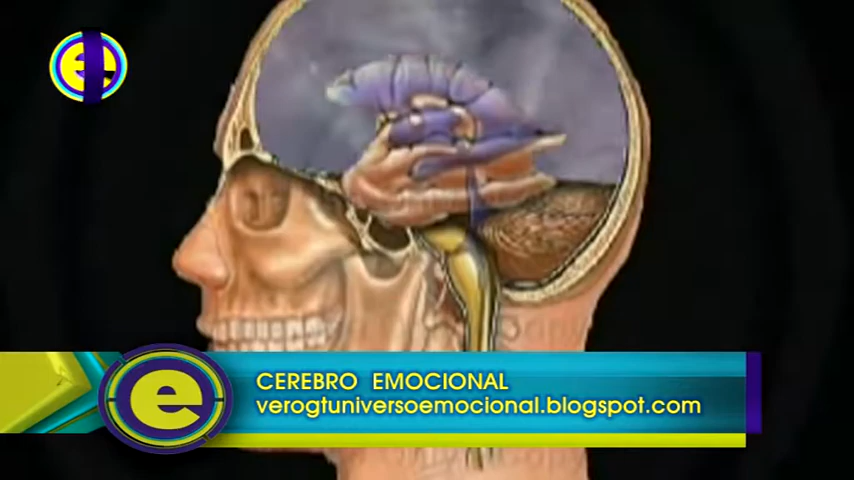 e
CEREBRO EMOCIONAL
verogtuniversoemocional.blogspot.com
e